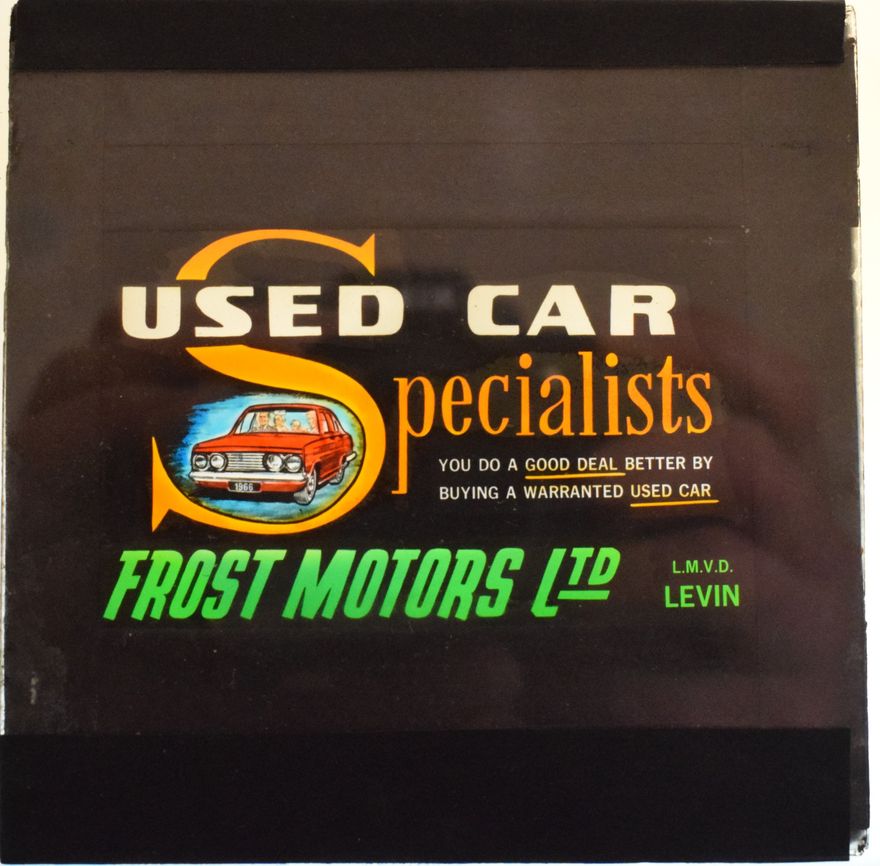 USED CAR
Specialists
YOU DO A GOOD DEAL BETTER BY
BUYING A WARRANTED USED CAR
1966
FROST MOTORS LTD
L.M.V.D.
LEVIN